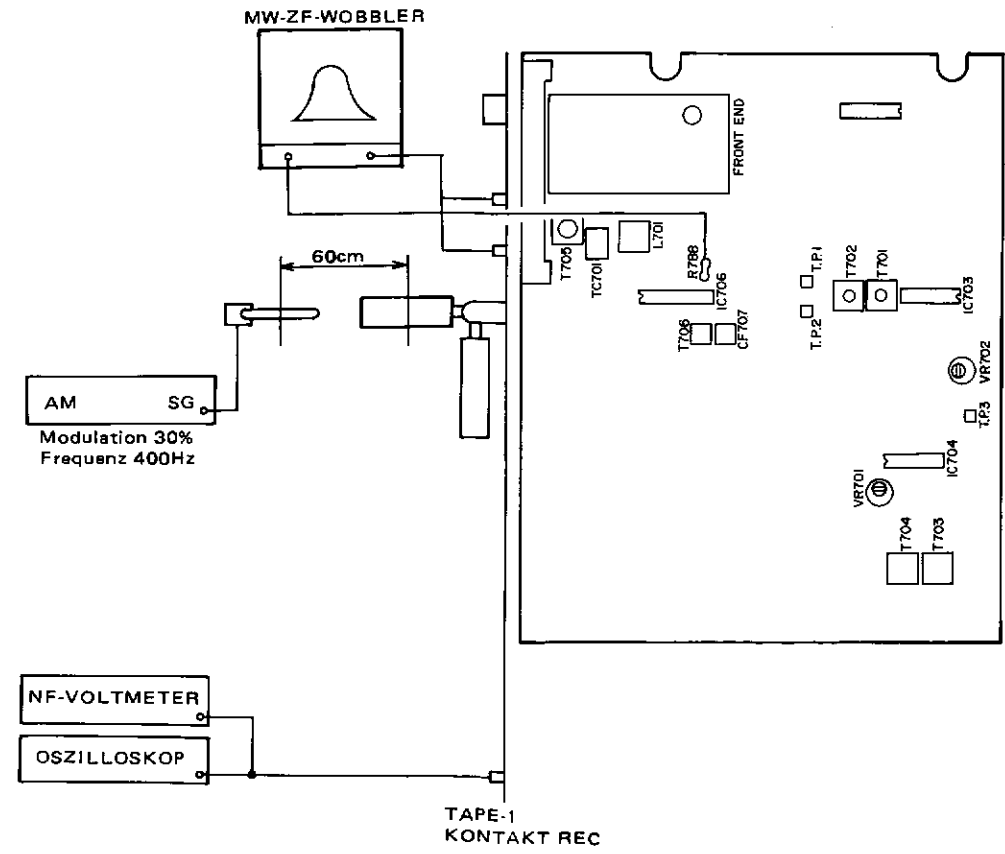 MW-ZF-WOBBLER
FRONT END
60cm
T705
TC701
L701
R788
IC706
T706
CF707
T.P.1
T.P.2
T702
T701
IC703
VR702
T.P.3
AM SG
Modulation 30%
Frequenz 400Hz
IC704
VR701
T704
T703
NF-VOLTMETER
OSZILLOSKOP
TAPE-1
KONTAKT REC